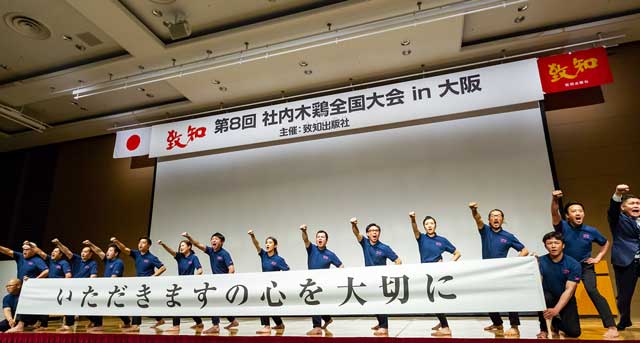 致知 第8回 社内木鶏全国大会 in 大阪
主催：致知出版社
致知
いただきますの心を大切に